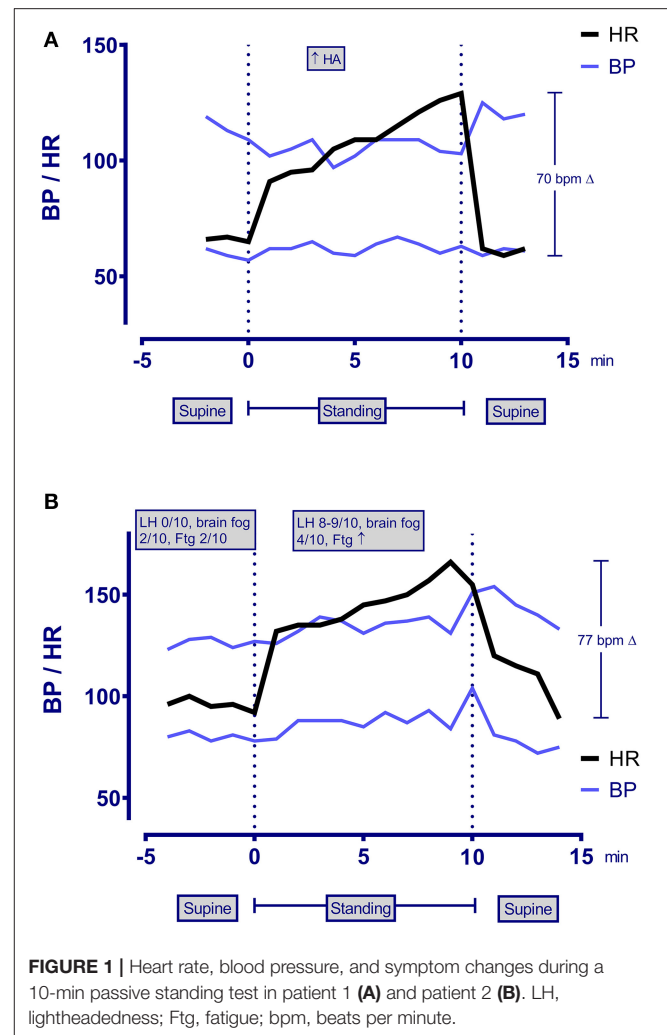 A
HR
BP
↑ HA
150
100
50
BP / HR
70 bpm Δ
-5 0 5 10 15 min
Supine Standing Supine
B
LH 0/10, brain fog
2/10, Ftg 2/10
LH 8-9/10, brain fog
4/10, Ftg ↑
150
100
50
BP / HR
77 bpm Δ
HR
BP
-5 0 5 10 15 min
Supine Standing Supine
FIGURE 1 | Heart rate, blood pressure, and symptom changes during a
10-min passive standing test in patient 1 (A) and patient 2 (B). LH,
lightheadedness; Ftg, fatigue; bpm, beats per minute.